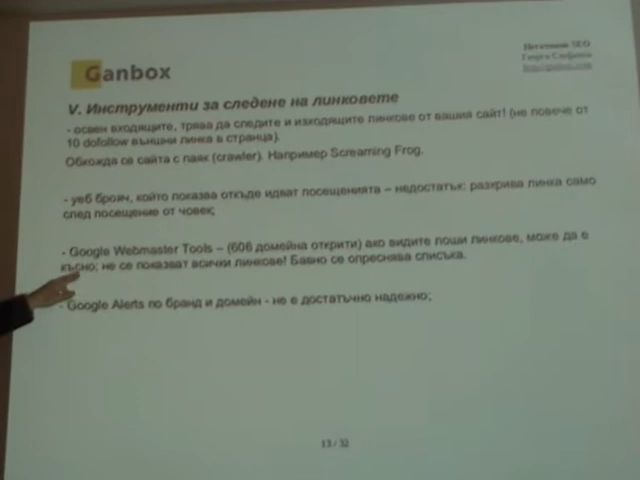 Ganbox
Негативно SEO
V. Инструменти за следене на линковете
- освен входящите, трява да следите и изходящите линкове от вашия сайт! (не повече от
10 dofollow външни линка в странца).
Обхожда се сайта с паяк (crawler). Например Screaming Frog.
- уеб брояч, който показва откъде идват посещенията – недостатък: разкрива линка само
след посещение от човек;
- Google Webmaster Tools – (606 домейна открити) ако видите лоши линкове, може да е
късно; не се показват всички линкове! Бавно се опреснява списъка.
- Google Alerts по бранд и домейн - не е достатъчно надежно;
13 / 32